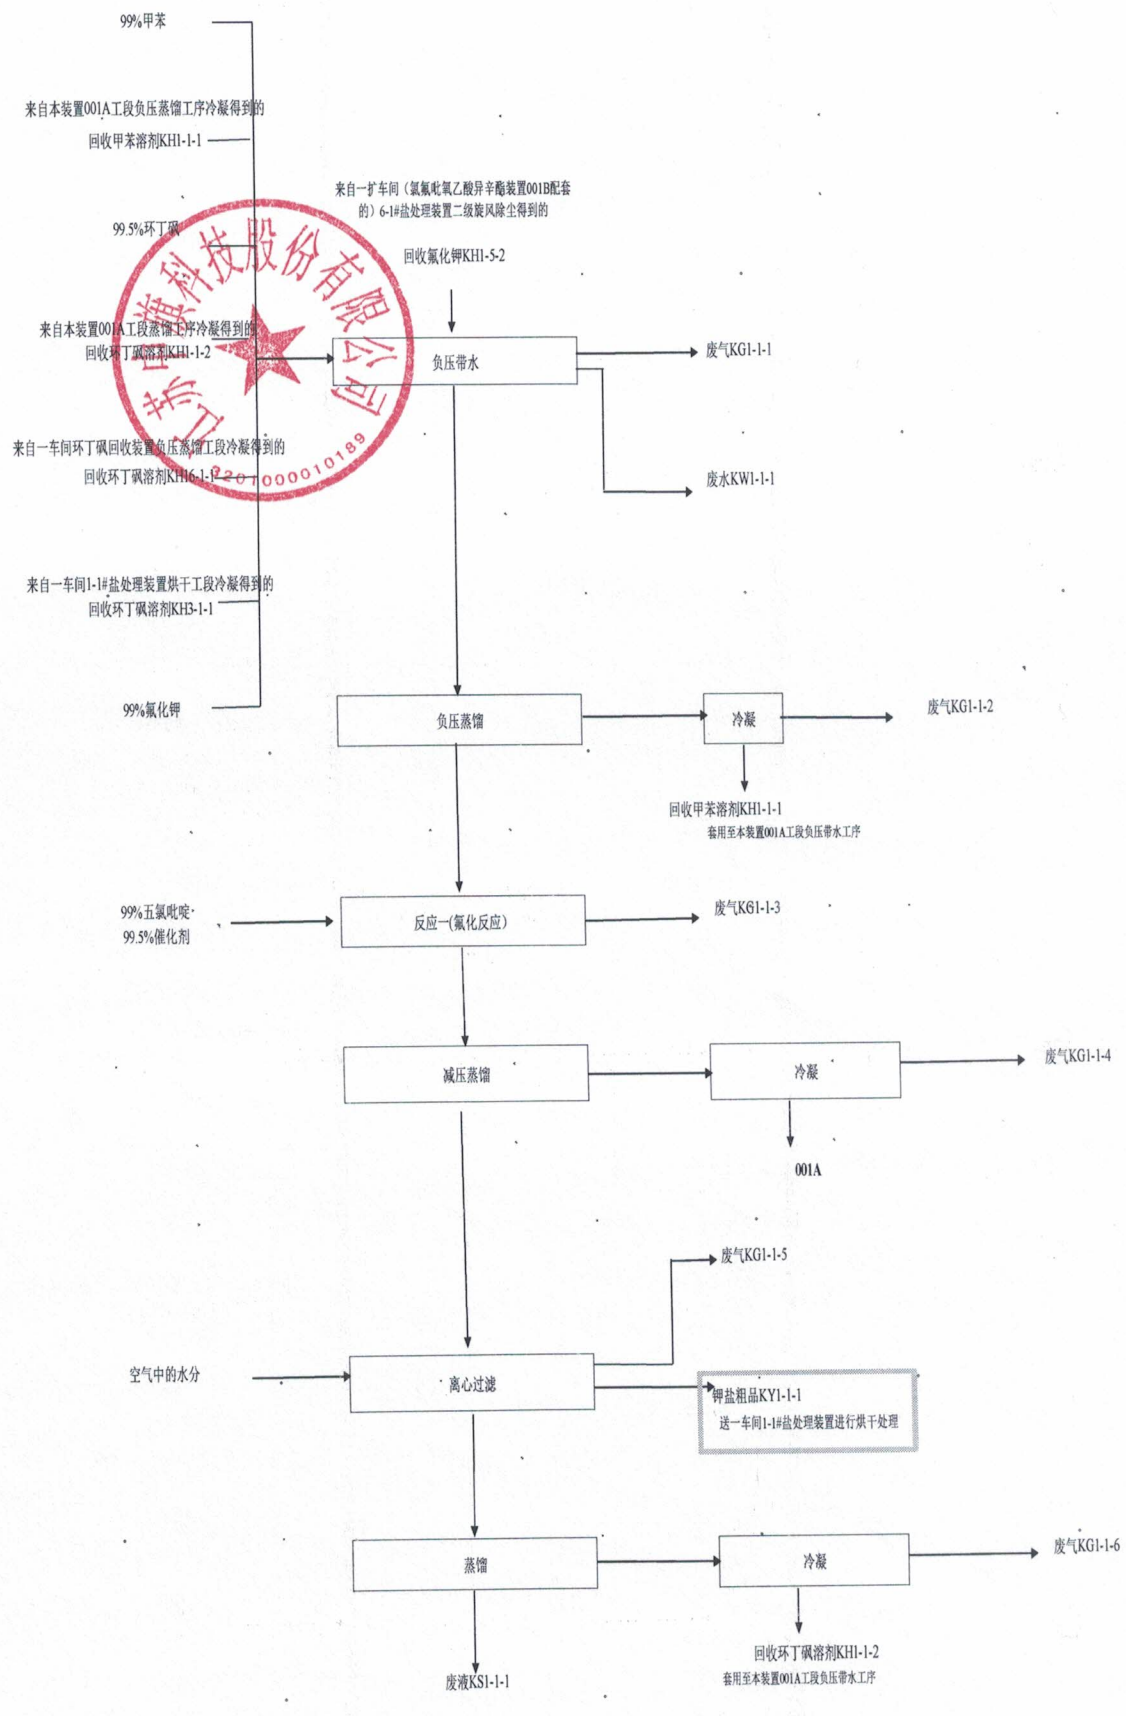 99%甲苯
来自本装置001A工段负压蒸馏工序冷凝得到的
回收甲苯溶剂KH1-1-1
来自一扩车间（氯氟吡氧乙酸异辛酯装置001B配套
的）6-1#盐处理装置二级旋风除尘得到的
99.5%环丁砜
回收氟化钾KH1-5-2
江苏中旗科技股份有限公司
3201000010189
来自本装置001A工段蒸馏工序冷凝得到的
回收环丁砜溶剂KH1-1-2
负压带水
废气KG1-1-1
来自一车间环丁砜回收装置负压蒸馏工段冷凝得到的
回收环丁砜溶剂KH16-1-1
废水KW1-1-1
来自一车间1-1#盐处理装置烘干工段冷凝得到的
回收环丁砜溶剂KH3-1-1
99%氟化钾
负压蒸馏
冷凝
废气KG1-1-2
回收甲苯溶剂KH1-1-1
套用至本装置001A工段负压带水工序
99%五氯吡啶
99.5%催化剂
反应一(氟化反应）
废气KG1-1-3
减压蒸馏
冷凝
废气KG1-1-4
001A
废气KG1-1-5
空气中的水分
离心过滤
钾盐粗品KY1-1-1
送一车间1-1#盐处理装置进行烘干处理
蒸馏
冷凝
废气KG1-1-6
回收环丁砜溶剂KH1-1-2
套用至本装置001A工段负压带水工序
废液KS1-1-1